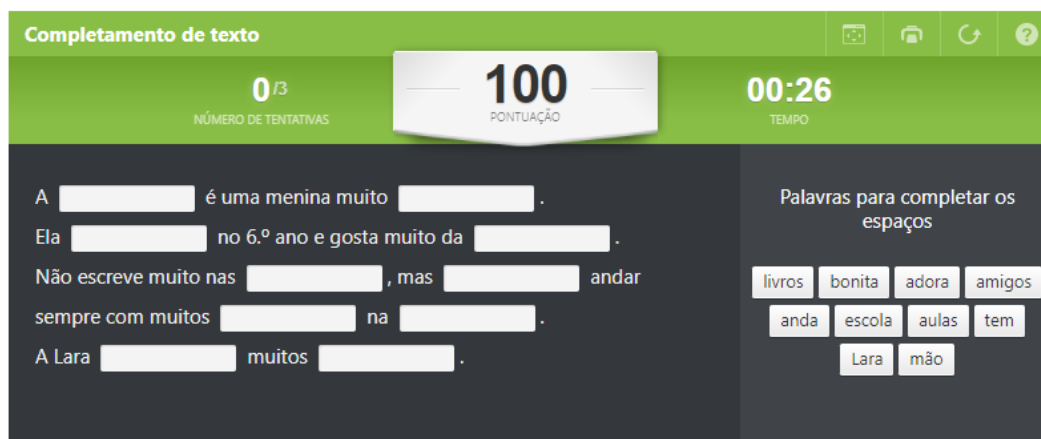 Completamento de texto
?
0/3
NÚMERO DE TENTATIVAS
100
PONTUAÇÃO
00:26
TEMPO
A é uma menina muito .
Ela no 6.º ano e gosta muito da .
Não escreve muito nas , mas andar
sempre com muitos na .
A Lara muitos .
Palavras para completar os
espaços
livros bonita adora amigos
anda escola aulas tem
Lara mão